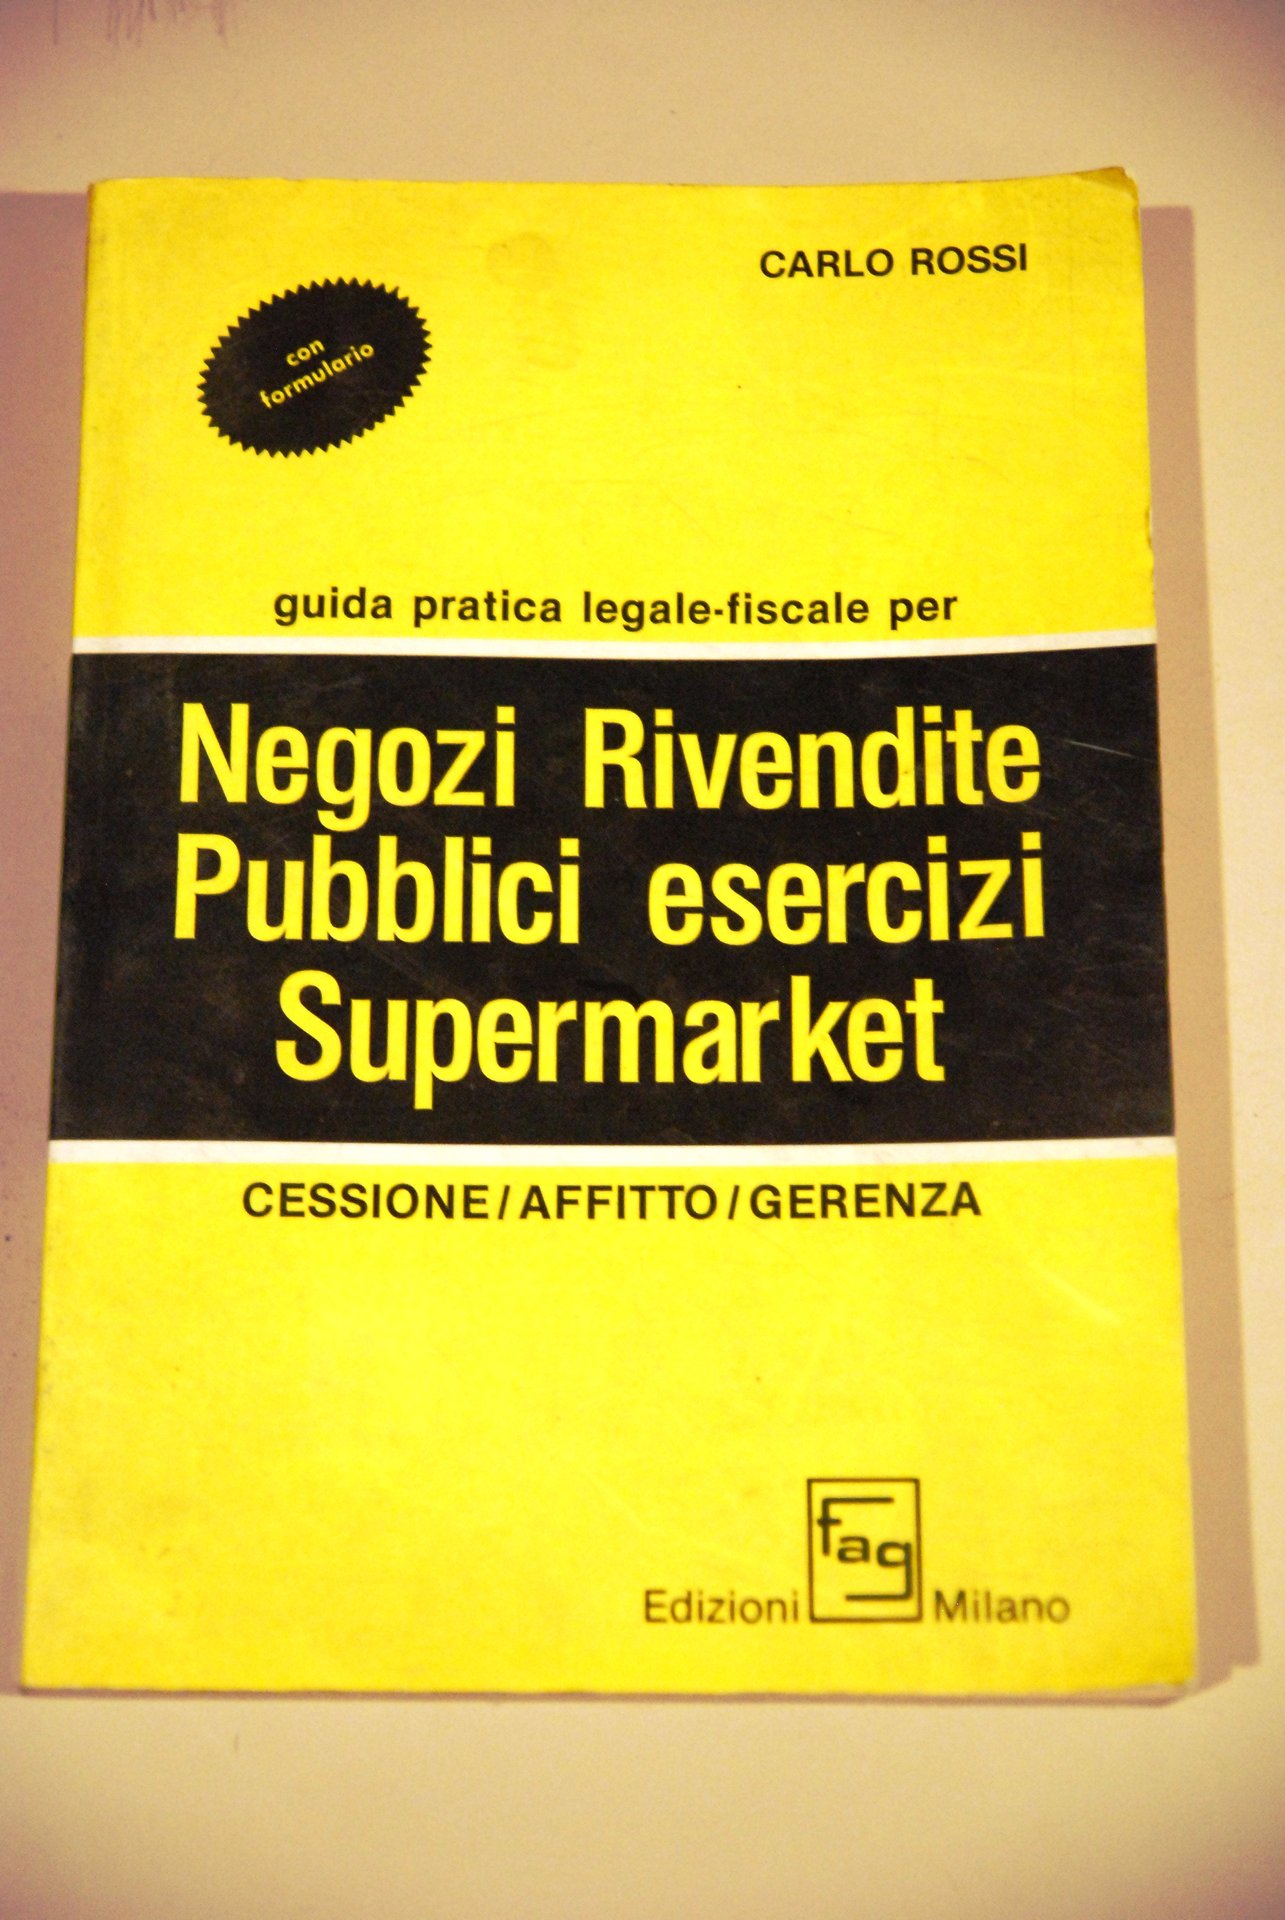 CARLO ROSSI
con
formulario
guida pratica legale-fiscale per
Negozi Rivendite
Pubblici esercizi
Supermarket
CESSIONE/AFFITTO/GERENZA
Edizioni fag Milano